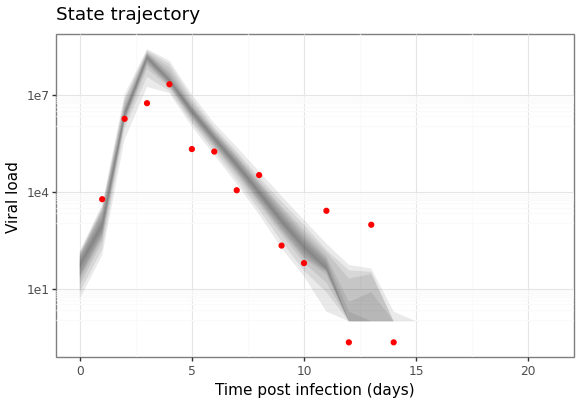 State trajectory
Viral load
1e7
1e4
1e1
0 5 10 15 20
Time post infection (days)